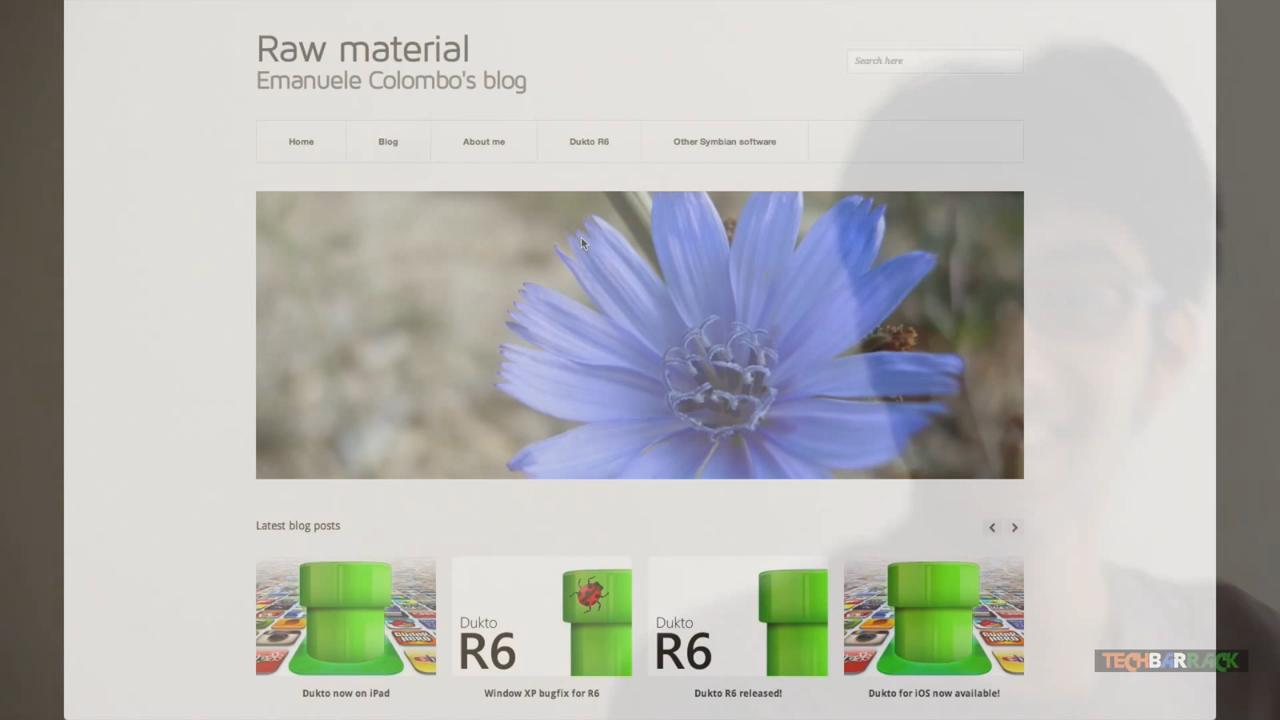 Raw material
Emanuele Colombo's blog
Search here
Home Blog About me Dukto R6 Other Symbian software
Latest blog posts
Dukto
R6
Dukto
R6
Dukto now on iPad
Window XP bugfix for R6
Dukto R6 released!
Dukto for iOS now available!
TECHBARRACK